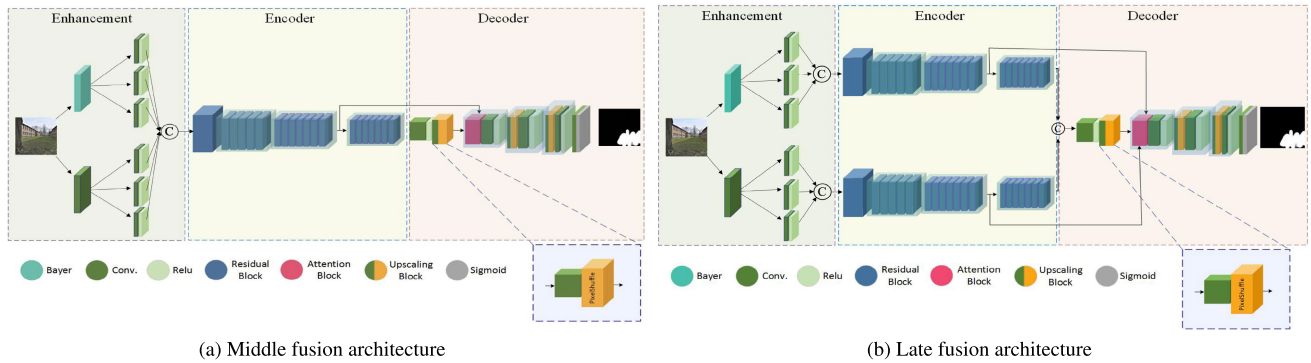 Enhancement
Encoder
Decoder
C
Bayer
Conv.
Relu
Residual
Block
Attention
Block
Upscaling
Block
Sigmoid
PixelShuffle
(a) Middle fusion architecture
Enhancement
Encoder
Decoder
C
C
C
Bayer
Conv.
Relu
Residual
Block
Attention
Block
Upscaling
Block
Sigmoid
PixelShuffle
(b) Late fusion architecture